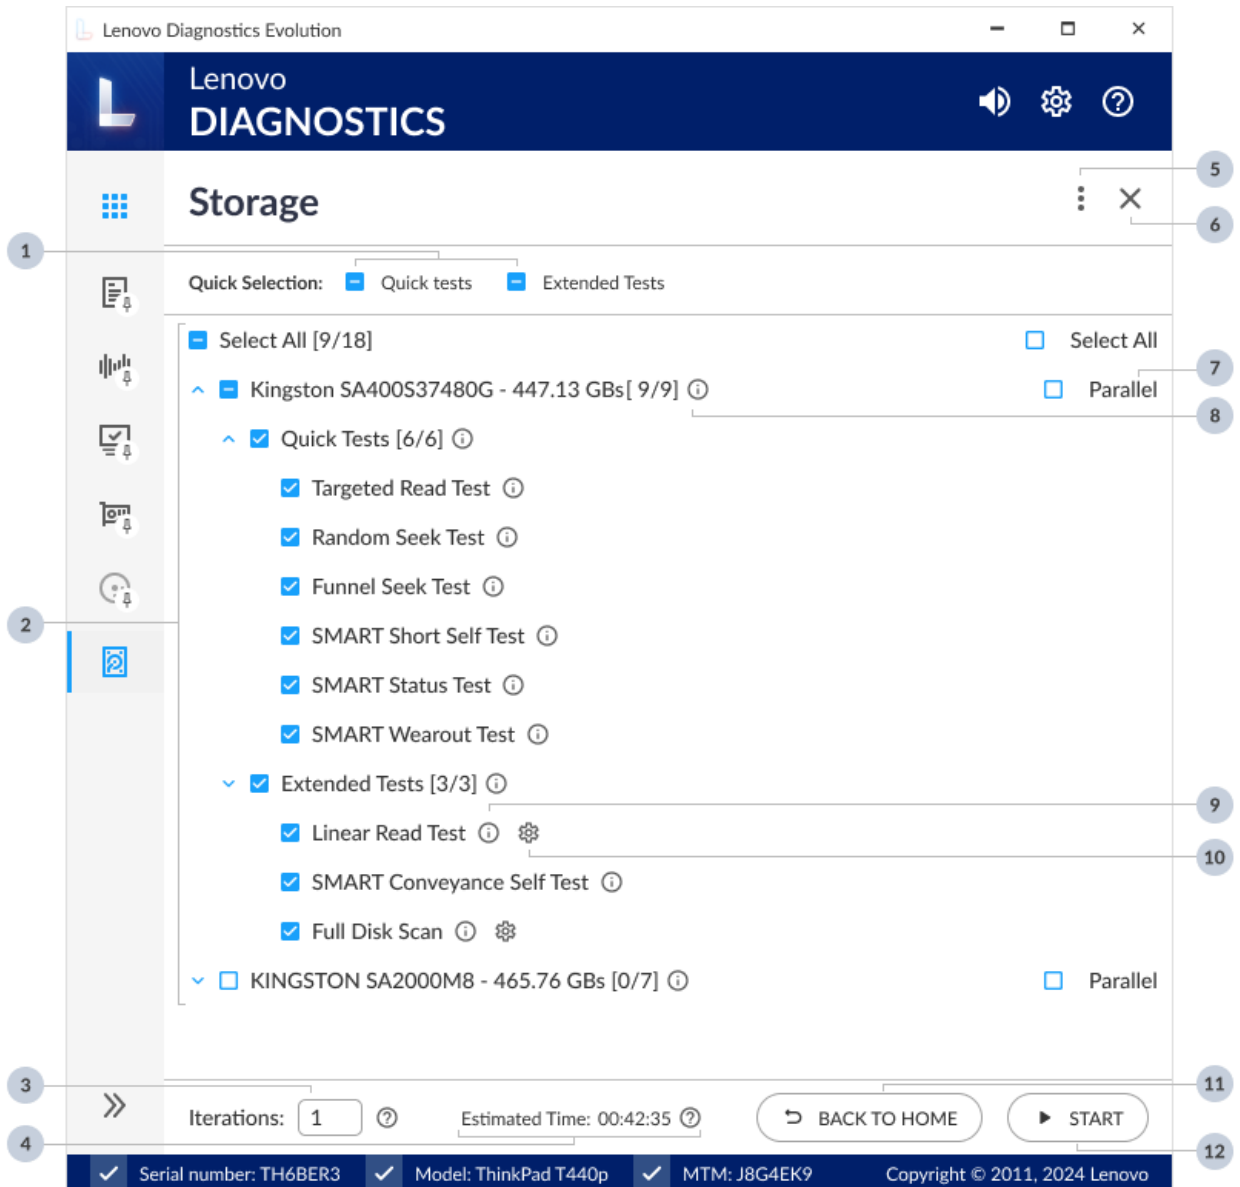 Lenovo Diagnostics Evolution
Lenovo
DIAGNOSTICS
Storage
5
6
1
Quick Selection: Quick tests Extended Tests
Select All [9/18] Select All
7
Kingston SA400S37480G - 447.13 GBs[ 9/9] Parallel
8
Quick Tests [6/6]
Targeted Read Test
Random Seek Test
Funnel Seek Test
2
SMART Short Self Test
SMART Status Test
SMART Wearout Test
Extended Tests [3/3]
9
Linear Read Test
10
SMART Conveyance Self Test
Full Disk Scan
KINGSTON SA2000M8 - 465.76 GBs [0/7] Parallel
3
11
Iterations: 1 Estimated Time: 00:42:35 BACK TO HOME START
4
12
Serial number: TH6BER3 Model: ThinkPad T440p MTM: J8G4EK9 Copyright © 2011, 2024 Lenovo